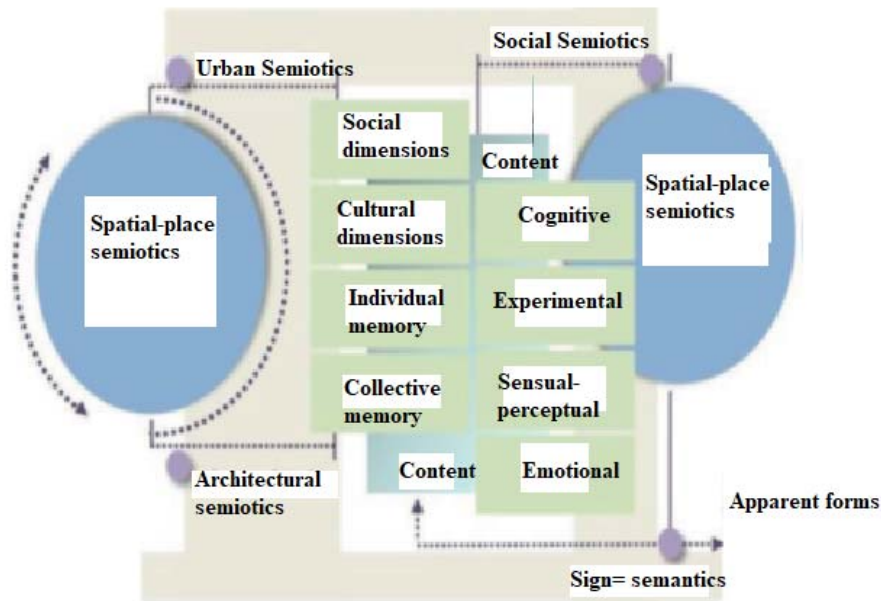 Social Semiotics
Urban Semiotics
Social
dimensions
Content
Spatial-place
semiotics
Spatial-place
semiotics
Cultural
dimensions
Cognitive
Individual
memory
Experimental
Collective
memory
Sensual-
perceptual
Content
Emotional
Architectural
semiotics
Apparent forms
Sign= semantics